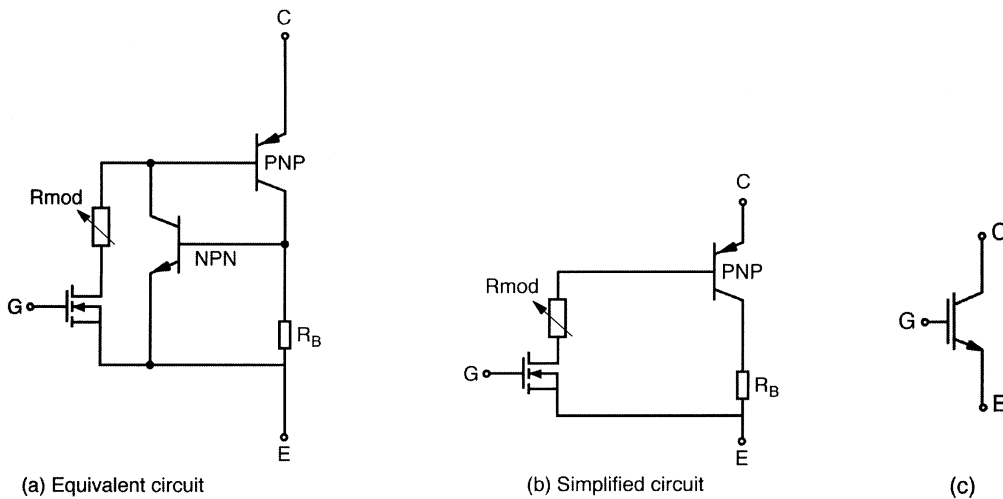 C
PNP
Rmod
NPN
G
R_B
E
(a) Equivalent circuit
C
PNP
Rmod
G
R_B
E
(b) Simplified circuit
C
G
E
(c)